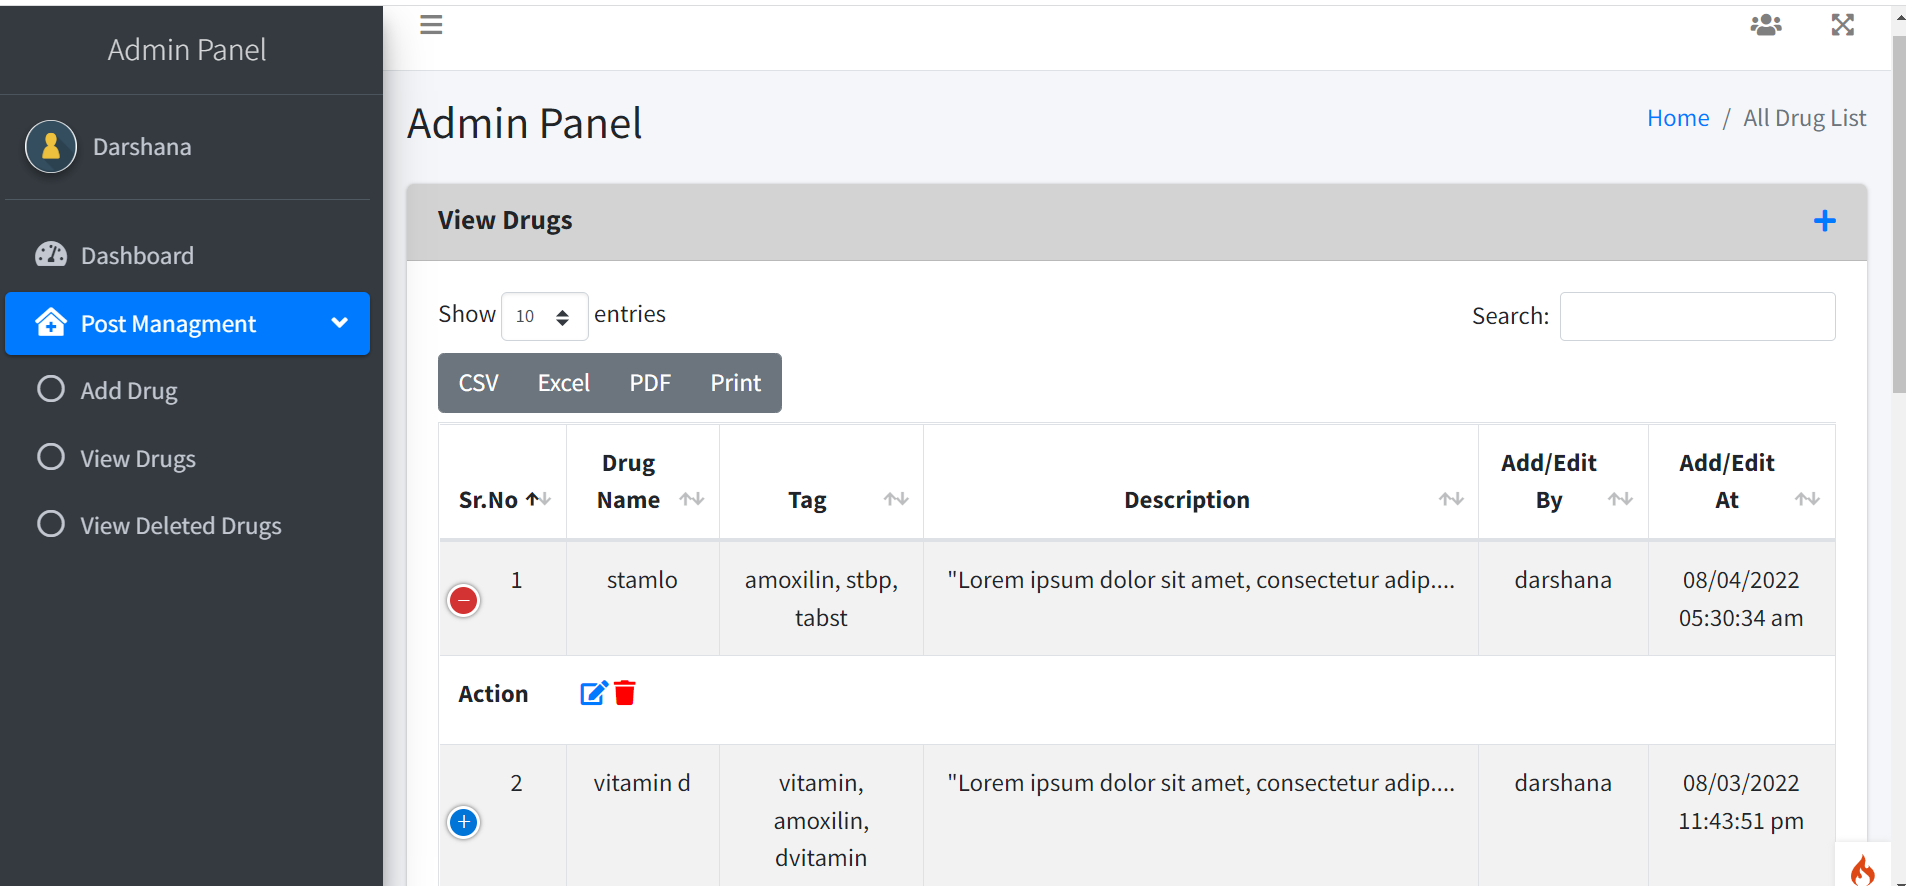 Admin Panel
Darshana
Dashboard
Post Managment
Add Drug
View Drugs
View Deleted Drugs
Admin Panel
Home / All Drug List
View Drugs
Show 10 entries
Search:
CSV Excel PDF Print
Sr.No Drug Name Tag Description Add/Edit By Add/Edit At
1 stamlo amoxilin, stbp, tabst "Lorem ipsum dolor sit amet, consectetur adip.... darshana 08/04/2022 05:30:34 am
Action
2 vitamin d vitamin, amoxilin, dvitamin "Lorem ipsum dolor sit amet, consectetur adip.... darshana 08/03/2022 11:43:51 pm